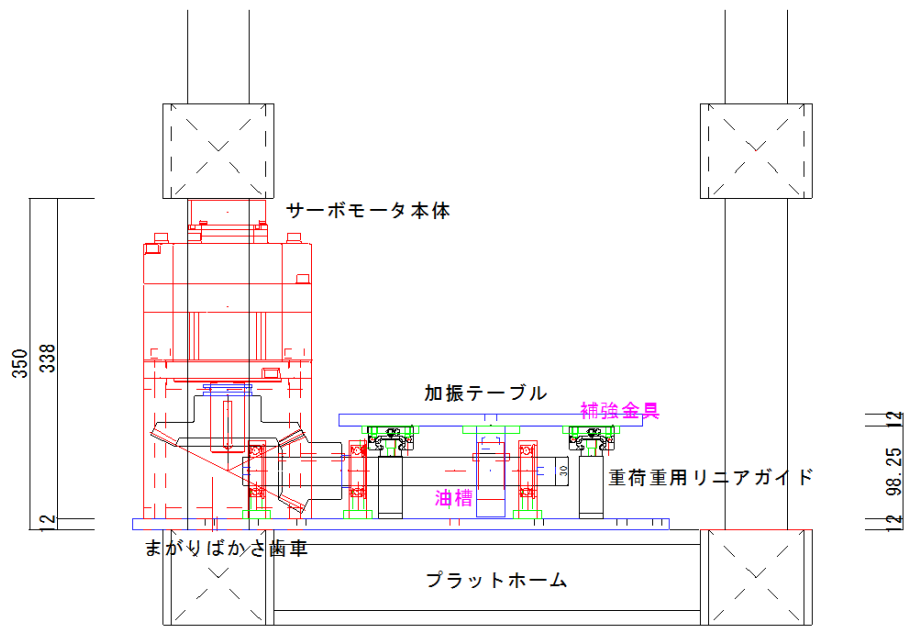 サーボモータ本体
350
338
加振テーブル
補強金具
12
30
重荷重用リニアガイド
98.25
油槽
12
12
まがりばかさ歯車
プラットホーム